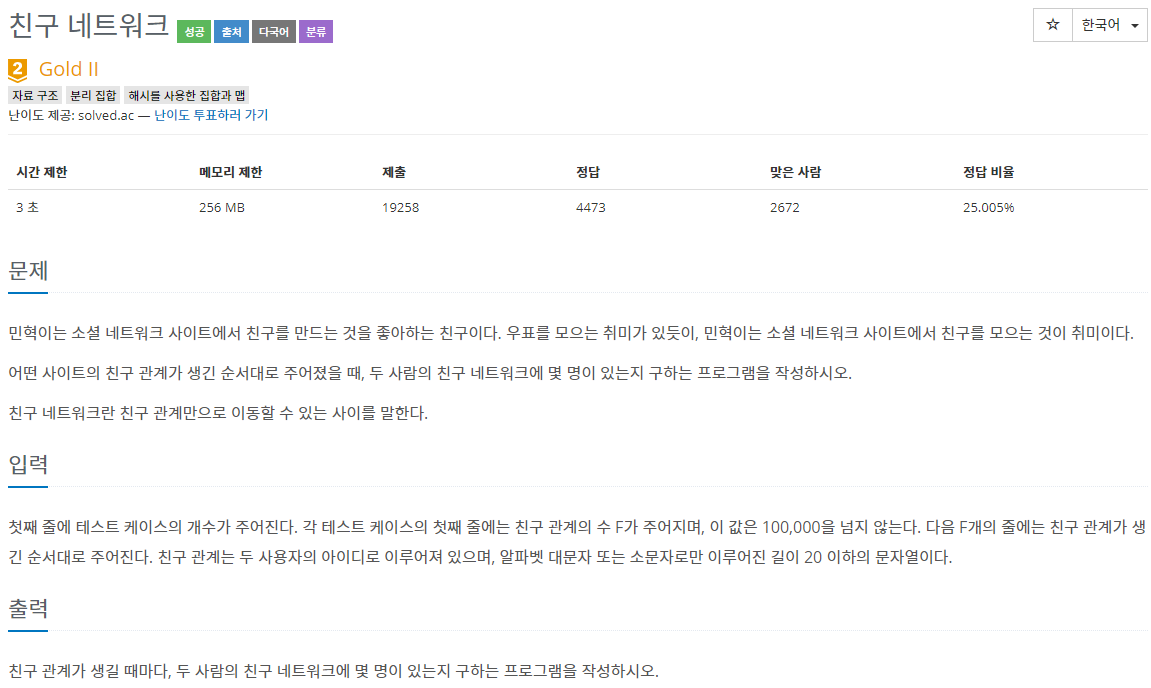 친구 네트워크 성공 출처 다국어 분류
☆ 한국어
2 Gold II
자료 구조 분리 집합 해시를 사용한 집합과 맵
난이도 제공: solved.ac — 난이도 투표하러 가기
시간 제한 메모리 제한 제출 정답 맞은 사람 정답 비율
3 초 256 MB 19258 4473 2672 25.005%
문제
민혁이는 소셜 네트워크 사이트에서 친구를 만드는 것을 좋아하는 친구이다. 우표를 모으는 취미가 있듯이, 민혁이는 소셜 네트워크 사이트에서 친구를 모으는 것이 취미이다.
어떤 사이트의 친구 관계가 생긴 순서대로 주어졌을 때, 두 사람의 친구 네트워크에 몇 명이 있는지 구하는 프로그램을 작성하시오.
친구 네트워크란 친구 관계만으로 이동할 수 있는 사이를 말한다.
입력
첫째 줄에 테스트 케이스의 개수가 주어진다. 각 테스트 케이스의 첫째 줄에는 친구 관계의 수 F가 주어지며, 이 값은 100,000을 넘지 않는다. 다음 F개의 줄에는 친구 관계가 생
긴 순서대로 주어진다. 친구 관계는 두 사용자의 아이디로 이루어져 있으며, 알파벳 대문자 또는 소문자로만 이루어진 길이 20 이하의 문자열이다.
출력
친구 관계가 생길 때마다, 두 사람의 친구 네트워크에 몇 명이 있는지 구하는 프로그램을 작성하시오.